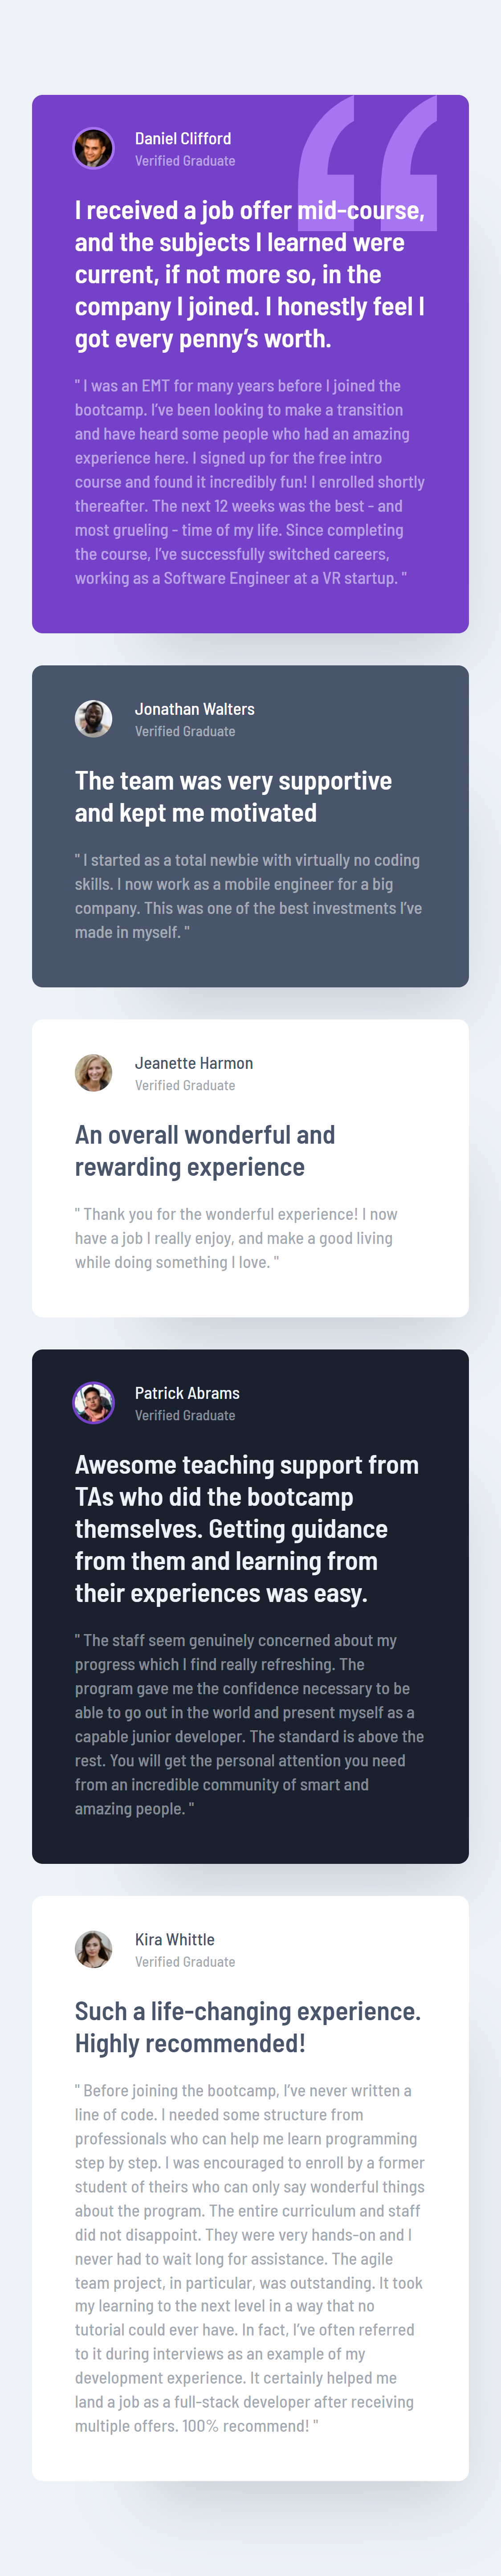 Daniel Clifford
Verified Graduate
I received a job offer mid-course,
and the subjects I learned were
current, if not more so, in the
company I joined. I honestly feel I
got every penny’s worth.
" I was an EMT for many years before I joined the
bootcamp. I’ve been looking to make a transition
and have heard some people who had an amazing
experience here. I signed up for the free intro
course and found it incredibly fun! I enrolled shortly
thereafter. The next 12 weeks was the best - and
most grueling - time of my life. Since completing
the course, I’ve successfully switched careers,
working as a Software Engineer at a VR startup. "
Jonathan Walters
Verified Graduate
The team was very supportive
and kept me motivated
" I started as a total newbie with virtually no coding
skills. I now work as a mobile engineer for a big
company. This was one of the best investments I’ve
made in myself. "
Jeanette Harmon
Verified Graduate
An overall wonderful and
rewarding experience
" Thank you for the wonderful experience! I now
have a job I really enjoy, and make a good living
while doing something I love. "
Patrick Abrams
Verified Graduate
Awesome teaching support from
TAs who did the bootcamp
themselves. Getting guidance
from them and learning from
their experiences was easy.
" The staff seem genuinely concerned about my
progress which I find really refreshing. The
program gave me the confidence necessary to be
able to go out in the world and present myself as a
capable junior developer. The standard is above the
rest. You will get the personal attention you need
from an incredible community of smart and
amazing people. "
Kira Whittle
Verified Graduate
Such a life-changing experience.
Highly recommended!
" Before joining the bootcamp, I’ve never written a
line of code. I needed some structure from
professionals who can help me learn programming
step by step. I was encouraged to enroll by a former
student of theirs who can only say wonderful things
about the program. The entire curriculum and staff
did not disappoint. They were very hands-on and I
never had to wait long for assistance. The agile
team project, in particular, was outstanding. It took
my learning to the next level in a way that no
tutorial could ever have. In fact, I’ve often referred
to it during interviews as an example of my
development experience. It certainly helped me
land a job as a full-stack developer after receiving
multiple offers. 100% recommend! "